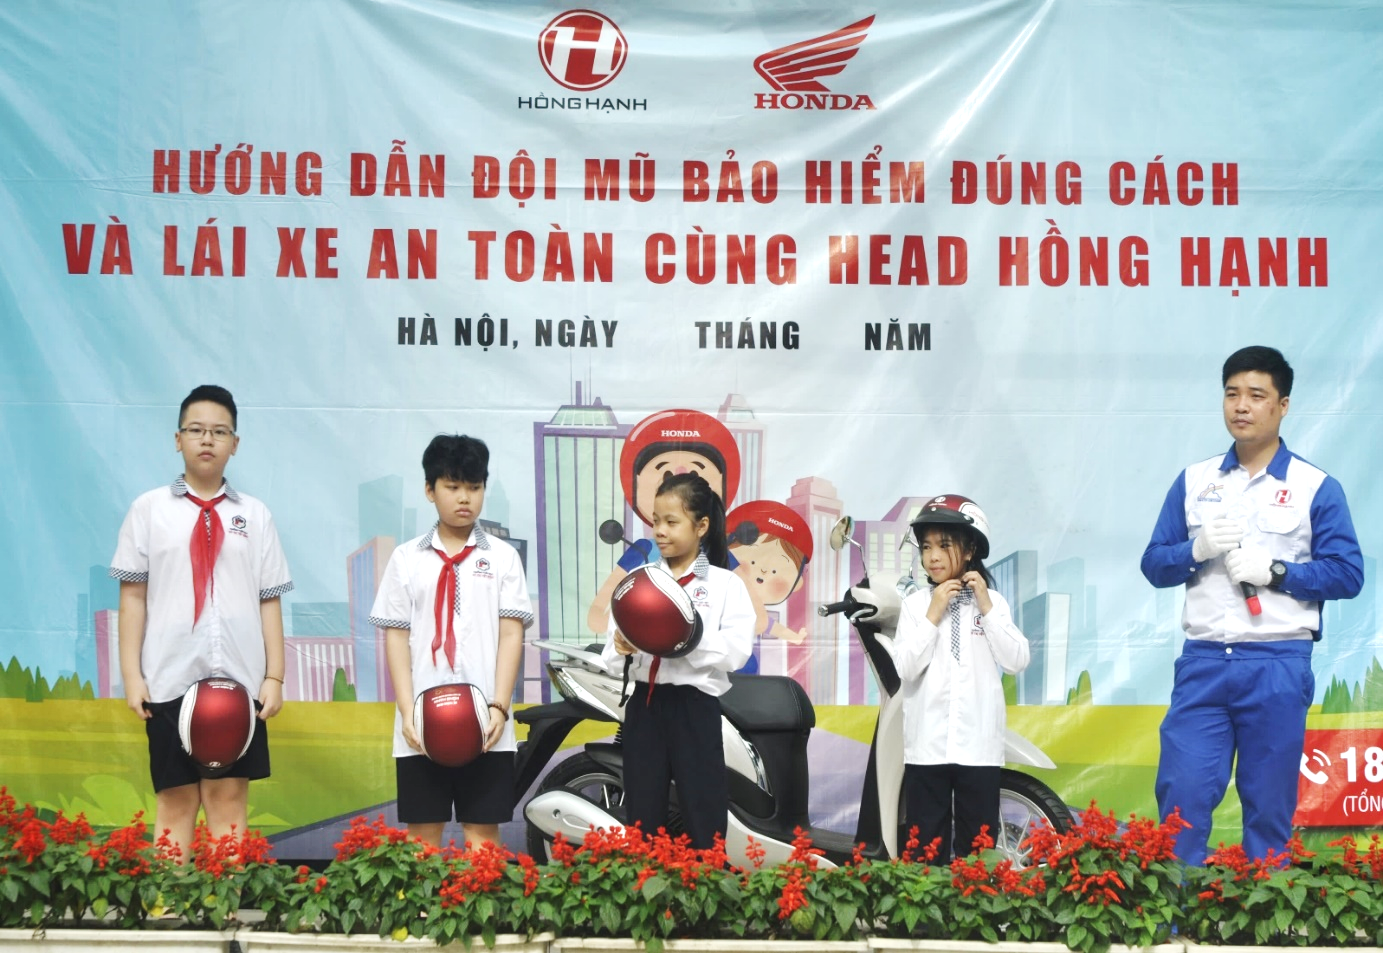 HỒNG HẠNH
HONDA
HƯỚNG DẪN ĐỘI MŨ BẢO HIỂM ĐÚNG CÁCH
VÀ LÁI XE AN TOÀN CÙNG HEAD HỒNG HẠNH
HÀ NỘI, NGÀY THÁNG NĂM
HONDA
HONDA
18
(TỔN